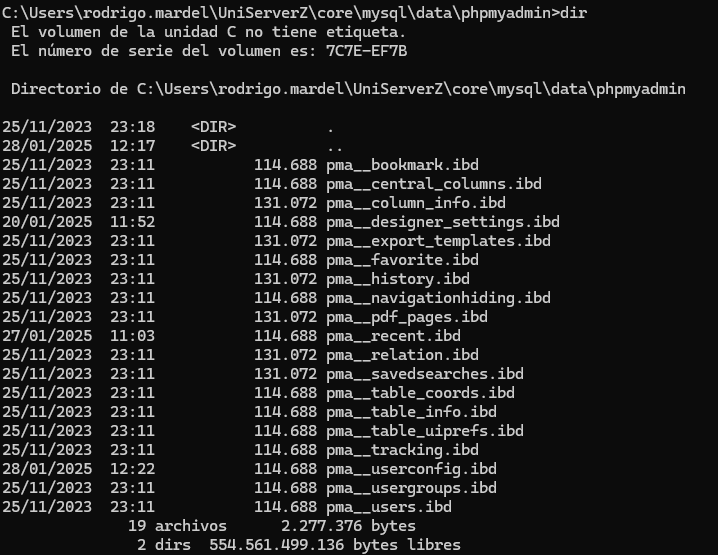 C:\Users\rodrigo.mardel\UniServerZ\core\mysql\data\phpmyadmin>dir
 El volumen de la unidad C no tiene etiqueta.
 El número de serie del volumen es: 7C7E-EF7B

 Directorio de C:\Users\rodrigo.mardel\UniServerZ\core\mysql\data\phpmyadmin

25/11/2023  23:18    <DIR>          .
28/01/2025  12:17    <DIR>          ..
25/11/2023  23:11           114.688 pma__bookmark.ibd
25/11/2023  23:11           114.688 pma__central_columns.ibd
25/11/2023  23:11           131.072 pma__column_info.ibd
20/01/2025  11:52           114.688 pma__designer_settings.ibd
25/11/2023  23:11           131.072 pma__export_templates.ibd
25/11/2023  23:11           114.688 pma__favorite.ibd
25/11/2023  23:11           131.072 pma__history.ibd
25/11/2023  23:11           114.688 pma__navigationhiding.ibd
25/11/2023  23:11           131.072 pma__pdf_pages.ibd
27/01/2025  11:03           114.688 pma__recent.ibd
25/11/2023  23:11           131.072 pma__relation.ibd
25/11/2023  23:11           131.072 pma__savedsearches.ibd
25/11/2023  23:11           114.688 pma__table_coords.ibd
25/11/2023  23:11           114.688 pma__table_info.ibd
25/11/2023  23:11           114.688 pma__table_uiprefs.ibd
25/11/2023  23:11           114.688 pma__tracking.ibd
28/01/2025  12:22           114.688 pma__userconfig.ibd
25/11/2023  23:11           114.688 pma__usergroups.ibd
25/11/2023  23:11           114.688 pma__users.ibd
              19 archivos      2.277.376 bytes
               2 dirs  554.561.499.136 bytes libres